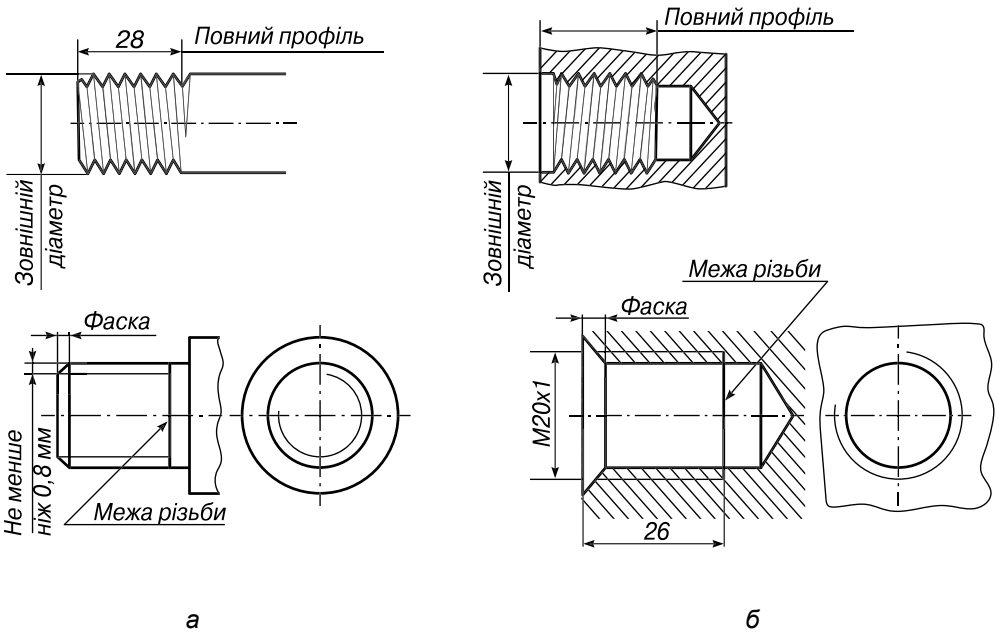 28
Повний профіль
Зовнішній
діаметр
Фаска
Не менше
ніж 0,8 мм
Межа різьби
а
Повний профіль
Зовнішній
діаметр
Межа різьби
Фаска
М20х1
26
б